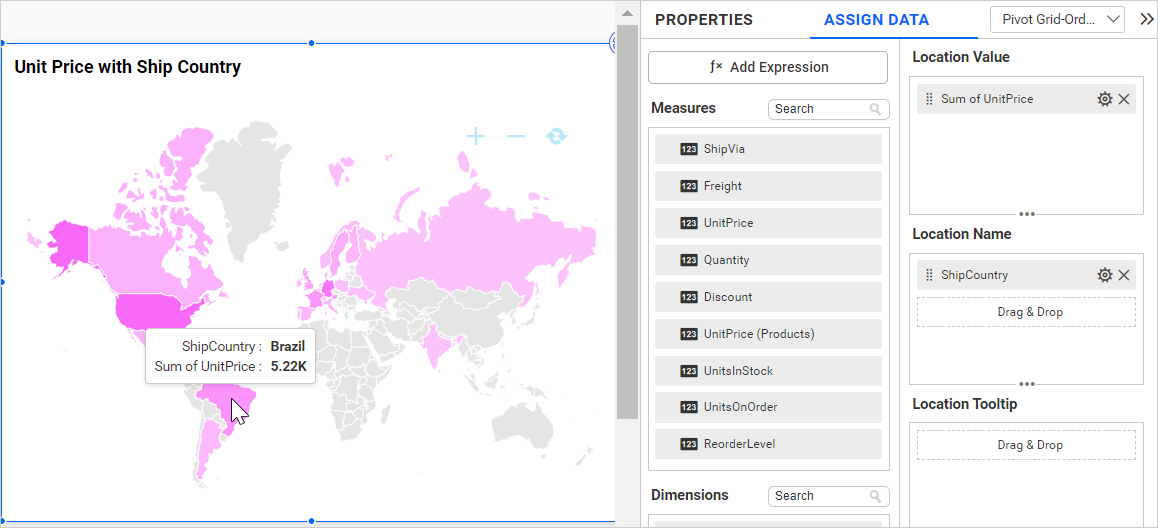 PROPERTIES
ASSIGN DATA
Pivot Grid-Ord...
Unit Price with Ship Country
ShipCountry : Brazil
Sum of UnitPrice : 5.22K
ƒ× Add Expression
Measures
Search
123 ShipVia
123 Freight
123 UnitPrice
123 Quantity
123 Discount
123 UnitPrice (Products)
123 UnitsInStock
123 UnitsOnOrder
123 ReorderLevel
Dimensions
Search
Location Value
Sum of UnitPrice
Location Name
ShipCountry
Drag & Drop
Location Tooltip
Drag & Drop